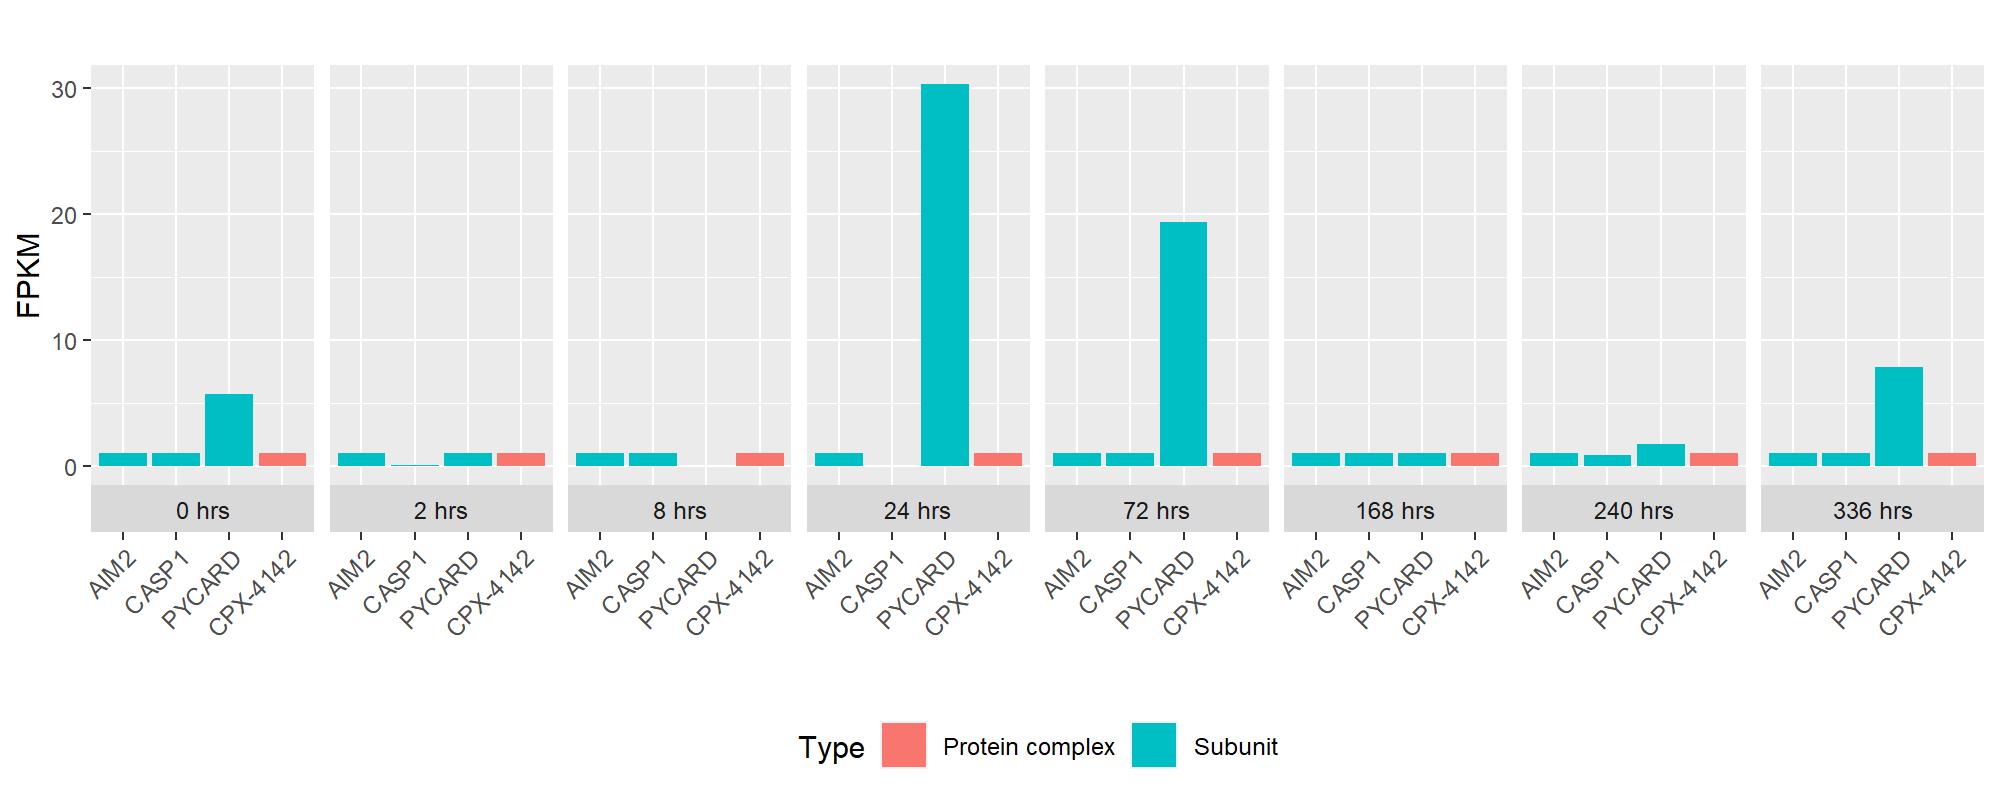 FPKM
30
20
10
0
0 hrs 2 hrs 8 hrs 24 hrs 72 hrs 168 hrs 240 hrs 336 hrs
AIM2 CASP1 PYCARD CPX-4142 AIM2 CASP1 PYCARD CPX-4142 AIM2 CASP1 PYCARD CPX-4142 AIM2 CASP1 PYCARD CPX-4142 AIM2 CASP1 PYCARD CPX-4142 AIM2 CASP1 PYCARD CPX-4142 AIM2 CASP1 PYCARD CPX-4142 AIM2 CASP1 PYCARD CPX-4142
Type Protein complex Subunit